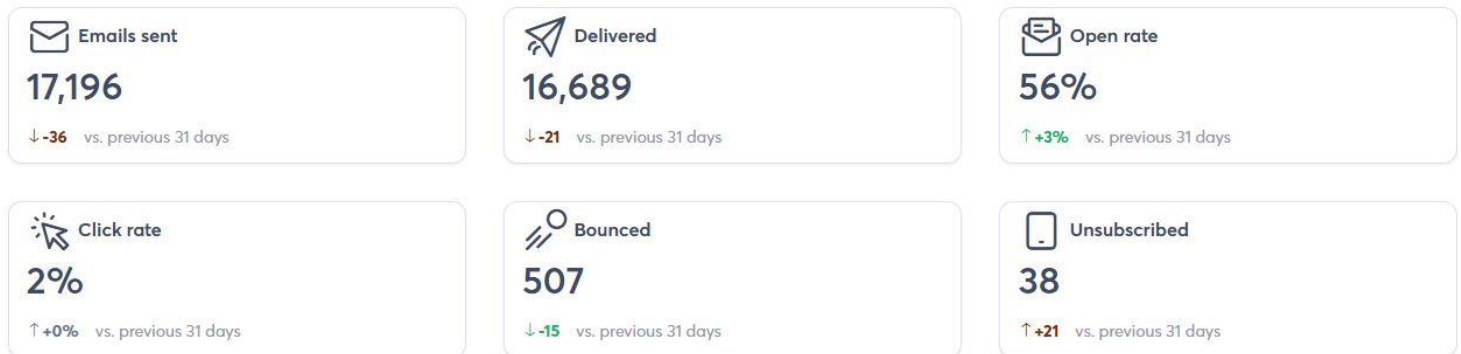 Emails sent
17,196
↓-36 vs. previous 31 days
Delivered
16,689
↓-21 vs. previous 31 days
Open rate
56%
↑+3% vs. previous 31 days
Click rate
2%
↑+0% vs. previous 31 days
Bounced
507
↓-15 vs. previous 31 days
Unsubscribed
38
↑+21 vs. previous 31 days